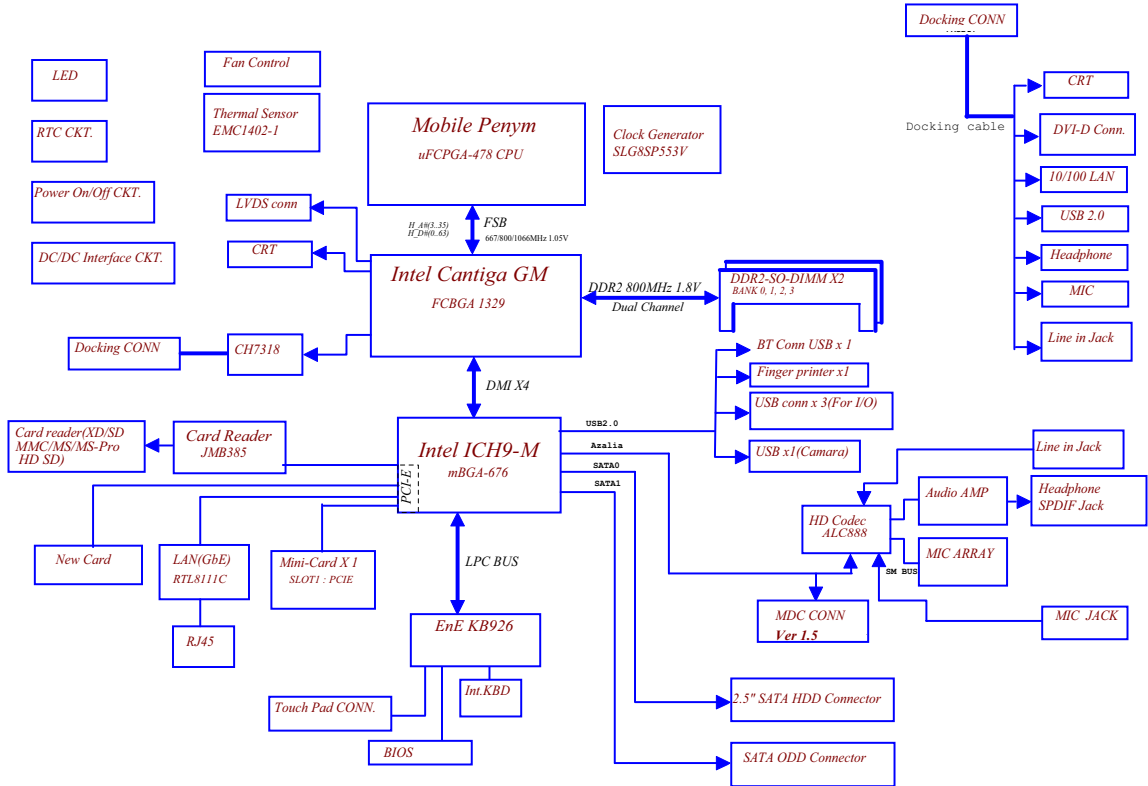 Docking CONN
LED
Fan Control
CRT
Thermal Sensor
EMC1402-1
Mobile Penym
uFCPGA-478 CPU
Clock Generator
SLG8SP553V
Docking cable
DVI-D Conn.
RTC CKT.
10/100 LAN
Power On/Off CKT.
LVDS conn
H_A#(3..35)
H_D#(0..63)
FSB
667/800/1066MHz 1.05V
USB 2.0
DC/DC Interface CKT.
CRT
Headphone
Intel Cantiga GM
FCBGA 1329
DDR2 800MHz 1.8V
Dual Channel
DDR2-SO-DIMM X2
BANK 0, 1, 2, 3
MIC
Line in Jack
Docking CONN
CH7318
BT Conn USB x 1
Finger printer x1
DMI X4
USB conn x 3(For I/O)
USB x1(Camara)
Card reader(XD/SD
MMC/MS/MS-Pro
HD SD)
Card Reader
JMB385
Intel ICH9-M
mBGA-676
PCI-E
USB2.0
Azalia
SATA0
SATA1
Line in Jack
Audio AMP
Headphone
SPDIF Jack
HD Codec
ALC888
MIC ARRAY
SM BUS
New Card
LAN(GbE)
RTL8111C
Mini-Card X 1
SLOT1 : PCIE
LPC BUS
MDC CONN
Ver 1.5
MIC JACK
RJ45
EnE KB926
Int.KBD
Touch Pad CONN.
BIOS
2.5" SATA HDD Connector
SATA ODD Connector